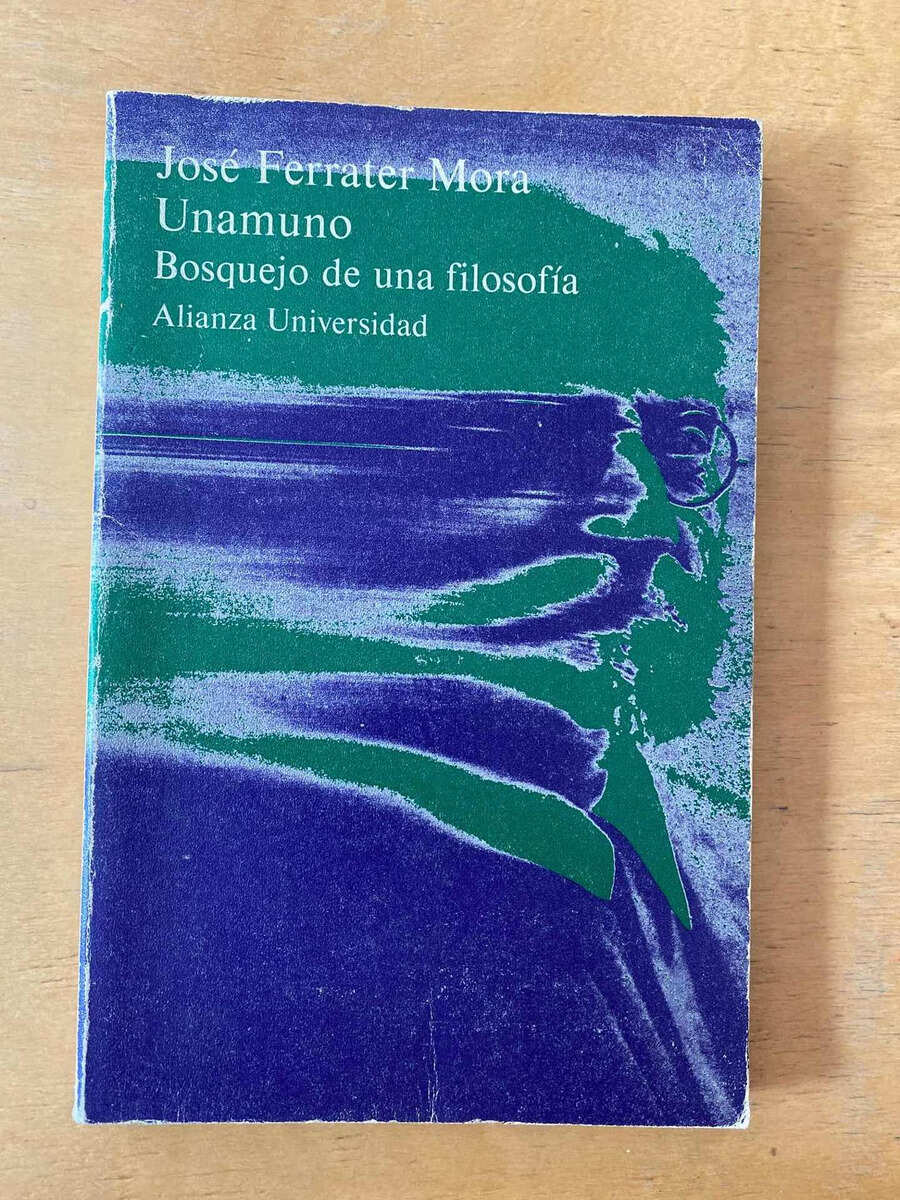 José Ferrater Mora
Unamuno
Bosquejo de una filosofía
Alianza Universidad